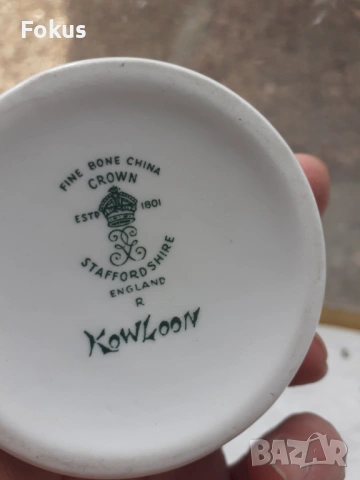 Fokus
FINE BONE CHINA
CROWN
ESTD 1801
STAFFORDSHIRE
ENGLAND
R
KOWLOON
BAZAR